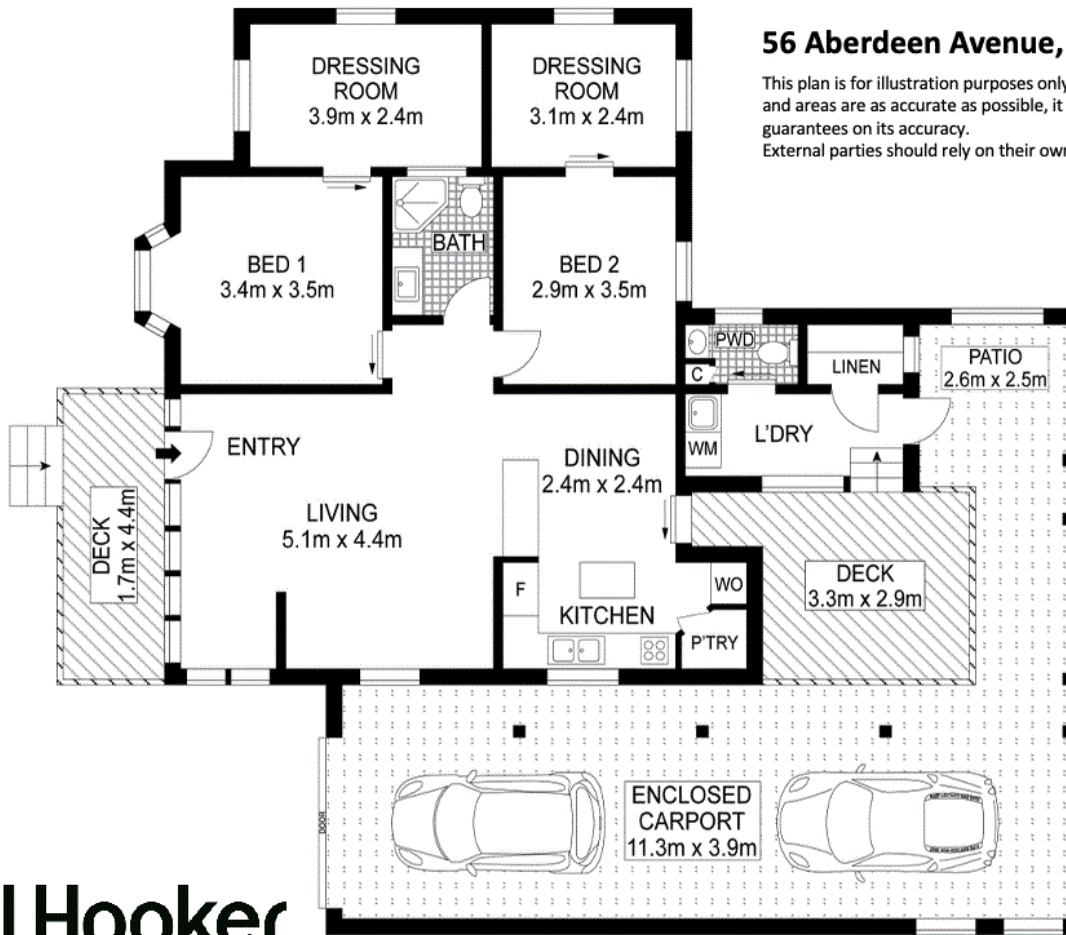 56 Aberdeen Avenue,
This plan is for illustration purposes only
and areas are as accurate as possible, it
guarantees on its accuracy.
External parties should rely on their own
DRESSING
ROOM
3.9m x 2.4m
DRESSING
ROOM
3.1m x 2.4m
BED 1
3.4m x 3.5m
BATH
BED 2
2.9m x 3.5m
PWD
C
LINEN
PATIO
2.6m x 2.5m
WM
L'DRY
ENTRY
DECK
1.7m x 4.4m
LIVING
5.1m x 4.4m
DINING
2.4m x 2.4m
F
KITCHEN
WO
P'TRY
DECK
3.3m x 2.9m
DOOR
ENCLOSED
CARPORT
11.3m x 3.9m
Hooker